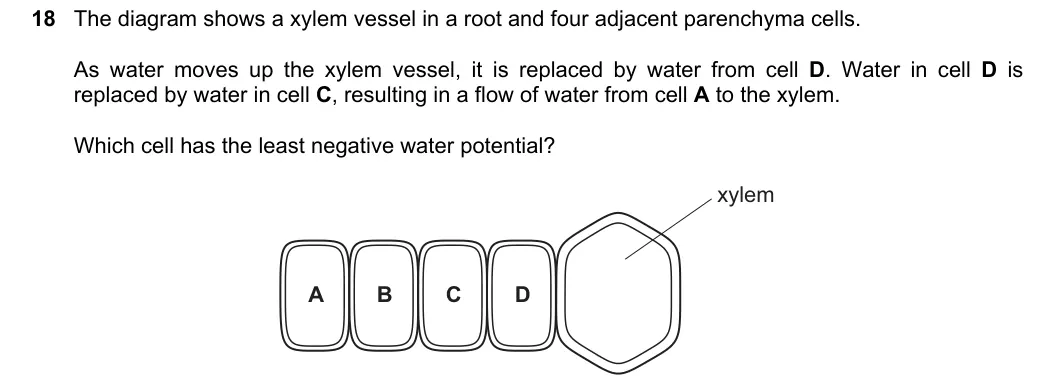 18 The diagram shows a xylem vessel in a root and four adjacent parenchyma cells.
As water moves up the xylem vessel, it is replaced by water from cell D. Water in cell D is
replaced by water in cell C, resulting in a flow of water from cell A to the xylem.
Which cell has the least negative water potential?
xylem
A B C D